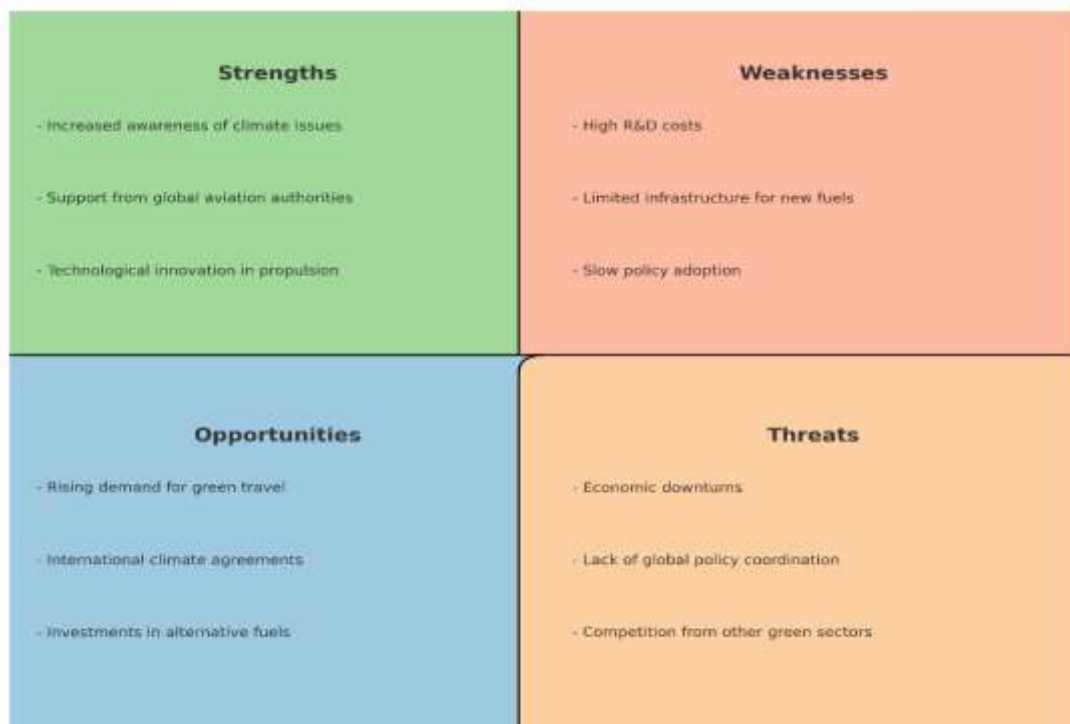 Strengths
- Increased awareness of climate issues
- Support from global aviation authorities
- Technological innovation in propulsion
Weaknesses
- High R&D costs
- Limited infrastructure for new fuels
- Slow policy adoption
Opportunities
- Rising demand for green travel
- International climate agreements
- Investments in alternative fuels
Threats
- Economic downturns
- Lack of global policy coordination
- Competition from other green sectors